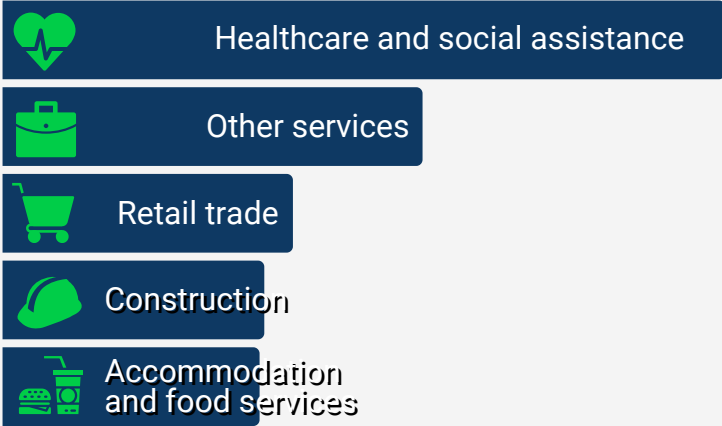 Healthcare and social assistance
Other services
Retail trade
Construction
Accommodation
and food services